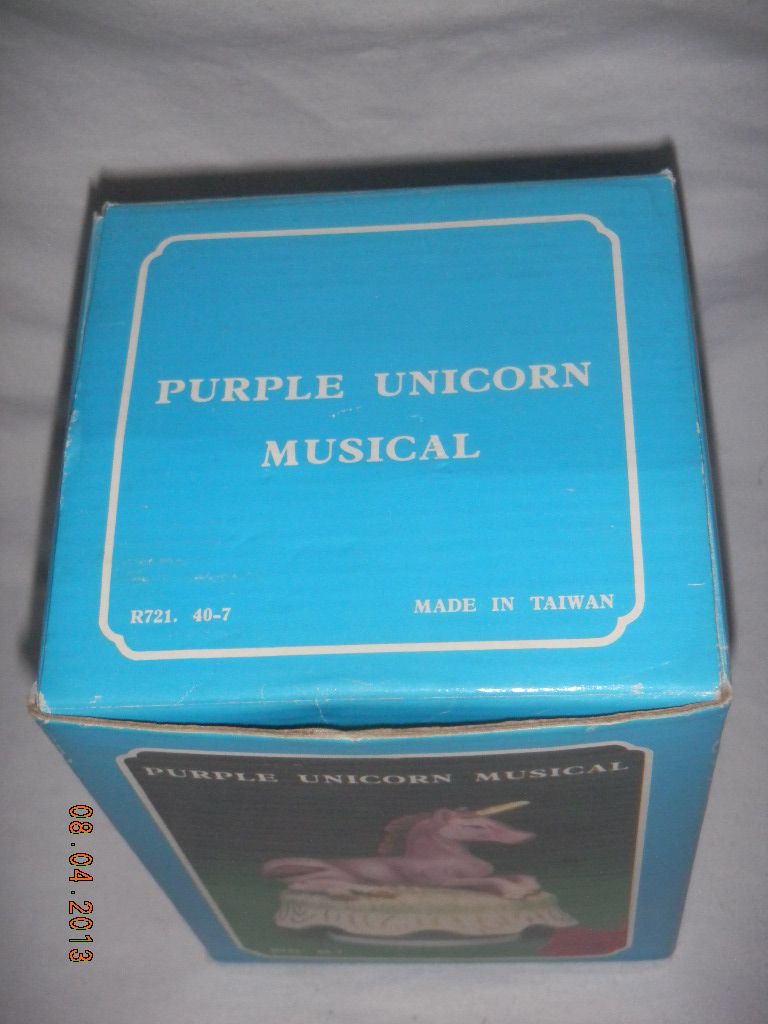 PURPLE UNICORN
MUSICAL
R721. 40-7
MADE IN TAIWAN
PURPLE UNICORN MUSICAL
08.04.2013